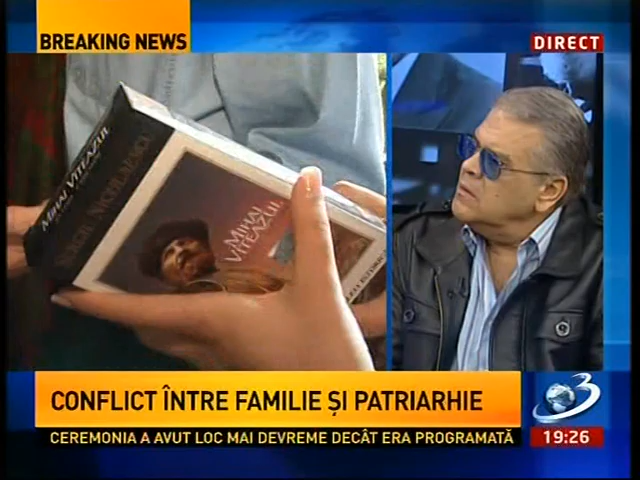 BREAKING NEWS
DIRECT
MIHAI VITEAZUL
SERGIU NICOLAESCU
MIHAI
VITEAZUL
CONFLICT ÎNTRE FAMILIE ȘI PATRIARHIE
3
CEREMONIA A AVUT LOC MAI DEVREME DECÂT ERA PROGRAMATĂ
19:26